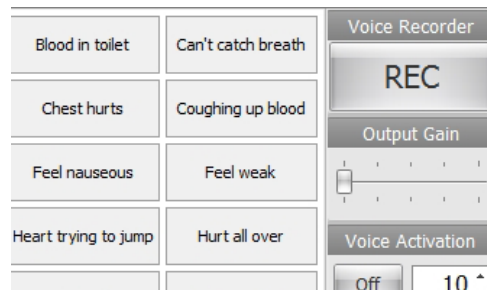 Blood in toilet
Can't catch breath
Chest hurts
Coughing up blood
Feel nauseous
Feel weak
Heart trying to jump
Hurt all over
Voice Recorder
REC
Output Gain
Voice Activation
Off
10